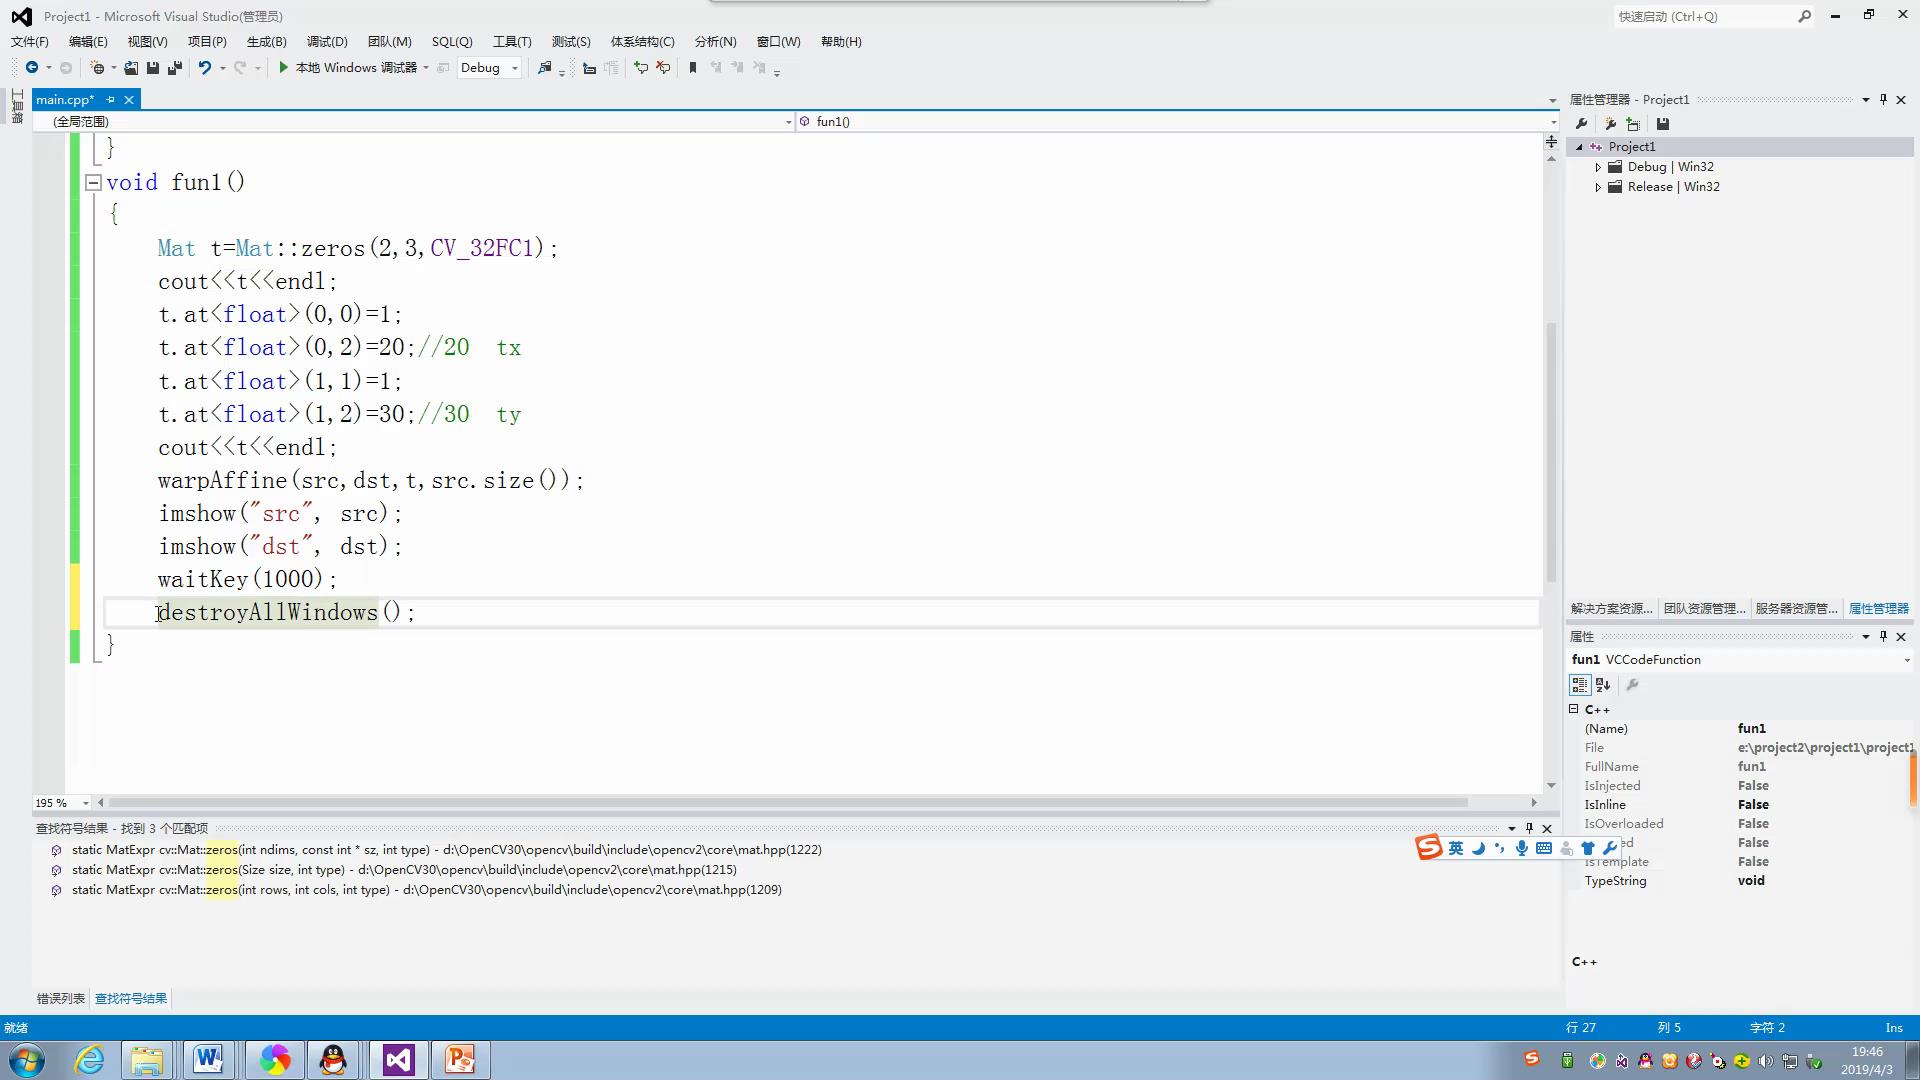 Project1 - Microsoft Visual Studio(管理员)
快速启动 (Ctrl+Q)
文件(F) 编辑(E) 视图(V) 项目(P) 生成(B) 调试(D) 团队(M) SQL(Q) 工具(T) 测试(S) 体系结构(C) 分析(N) 窗口(W) 帮助(H)
本地 Windows 调试器 Debug
工具箱
main.cpp*
(全局范围) fun1()
}
void fun1()
{
Mat t=Mat::zeros(2,3,CV_32FC1);
cout<<t<<endl;
t.at<float>(0,0)=1;
t.at<float>(0,2)=20;//20 tx
t.at<float>(1,1)=1;
t.at<float>(1,2)=30;//30 ty
cout<<t<<endl;
warpAffine(src,dst,t,src.size());
imshow("src", src);
imshow("dst", dst);
waitKey(1000);
destroyAllWindows();
}
195 %
查找符号结果 - 找到 3 个匹配项
static MatExpr cv::Mat::zeros(int ndims, const int * sz, int type) - d:\OpenCV30\opencv\build\include\opencv2\core\mat.hpp(1222)
static MatExpr cv::Mat::zeros(Size size, int type) - d:\OpenCV30\opencv\build\include\opencv2\core\mat.hpp(1215)
static MatExpr cv::Mat::zeros(int rows, int cols, int type) - d:\OpenCV30\opencv\build\include\opencv2\core\mat.hpp(1209)
错误列表 查找符号结果
属性管理器 - Project1
Project1
Debug | Win32
Release | Win32
解决方案资源... 团队资源管理... 服务器资源管... 属性管理器
属性
fun1 VCCodeFunction
C++
(Name) fun1
File e:\project2\project1\project1
FullName fun1
IsInjected False
IsInline False
IsOverloaded False
False
IsTemplate False
TypeString void
C++
英
就绪 行 27 列 5 字符 2 Ins
19:46
2019/4/3